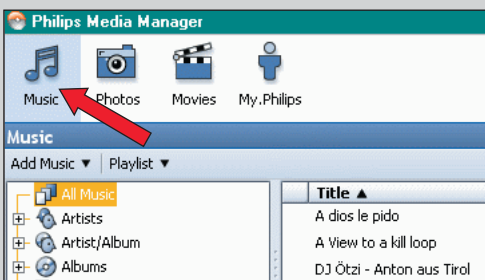 Philips Media Manager
Music Photos Movies My.Philips
Music
Add Music ▼ | Playlist ▼
All Music
Artists
Artist/Album
Albums
Title ▲
A dios le pido
A View to a kill loop
DJ Ötzi - Anton aus Tirol